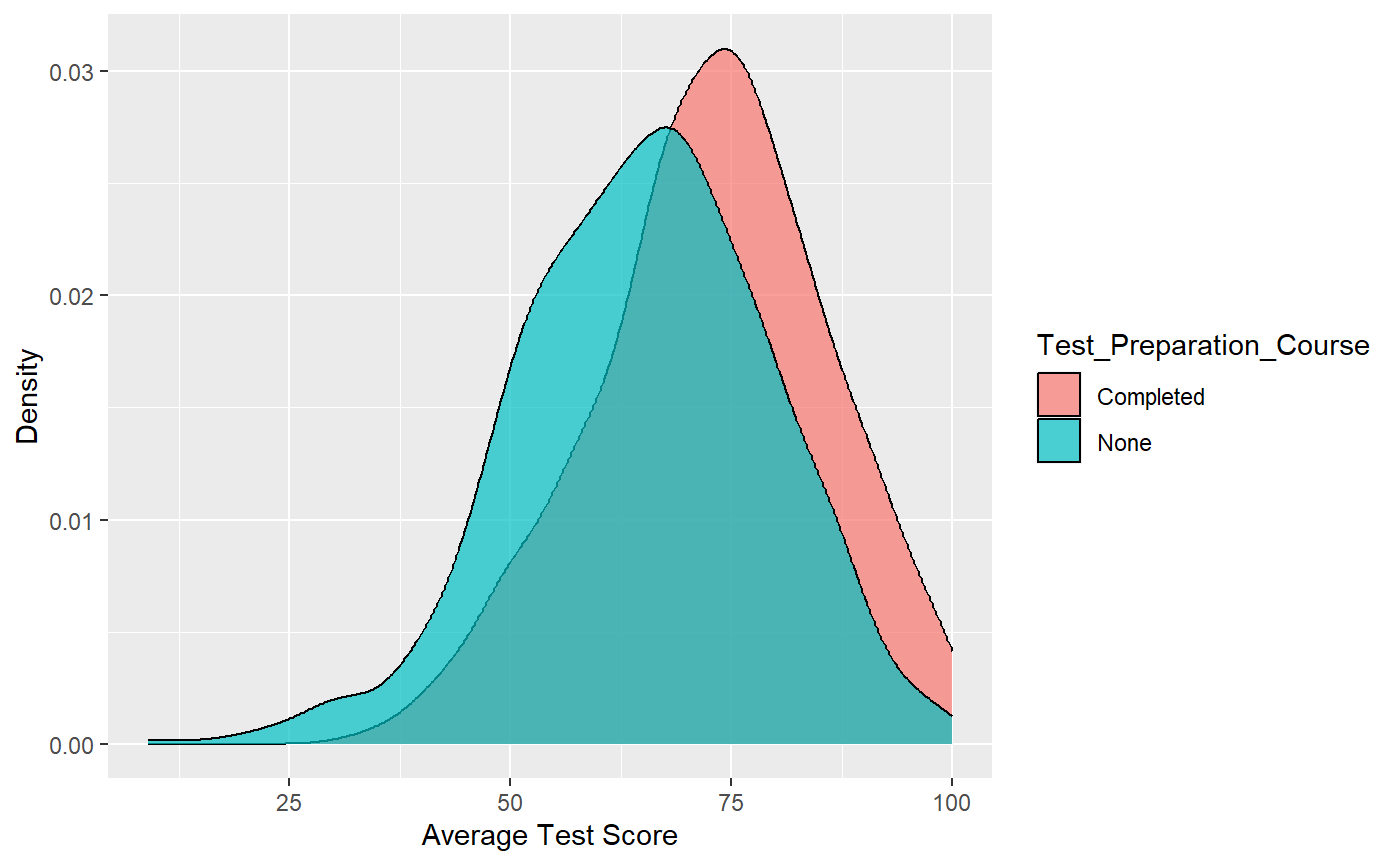 0.03
0.02
0.01
0.00
Density
25 50 75 100
Average Test Score
Test_Preparation_Course
Completed
None